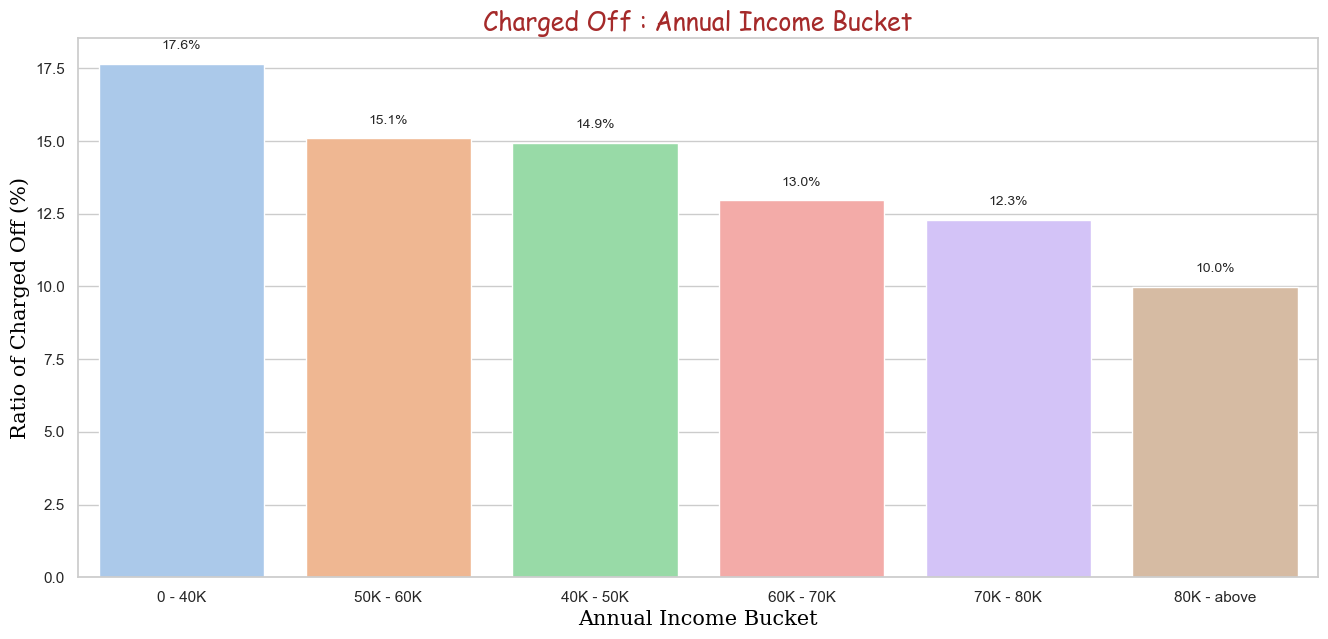 Charged Off : Annual Income Bucket
17.6%
15.1%
14.9%
13.0%
12.3%
10.0%
Ratio of Charged Off (%)
17.5
15.0
12.5
10.0
7.5
5.0
2.5
0.0
0 - 40K
50K - 60K
40K - 50K
60K - 70K
70K - 80K
80K - above
Annual Income Bucket